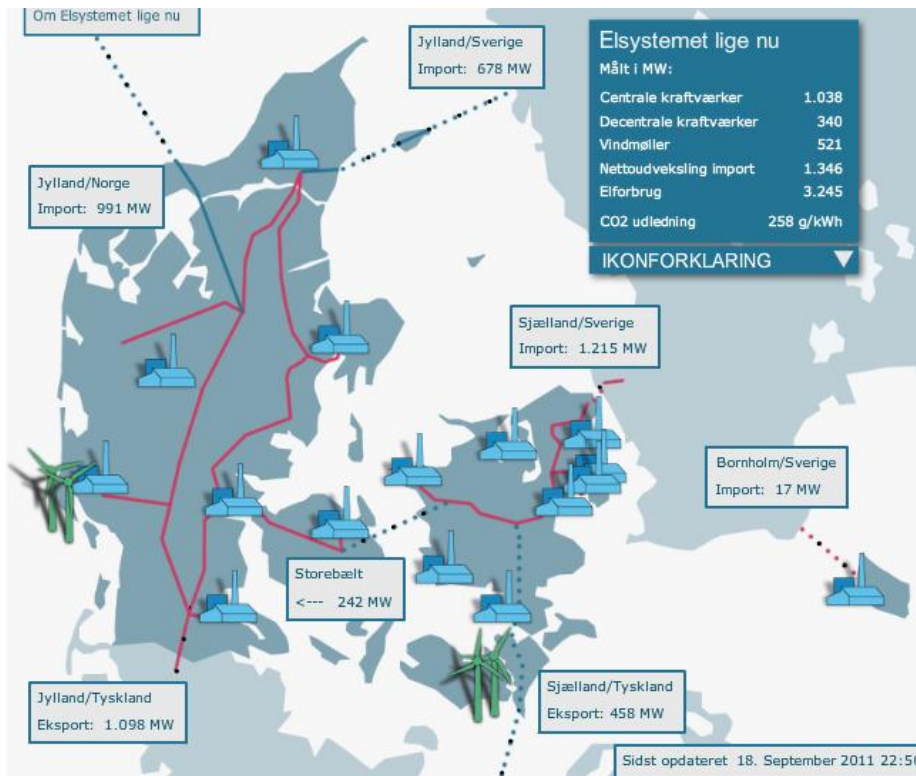 Om Elsystemet lige nu
Jylland/Sverige
Import: 678 MW
Elsystemet lige nu
Målt i MW:
Centrale kraftværker 1.038
Decentrale kraftværker 340
Vindmøller 521
Nettoudveksling import 1.346
Elforbrug 3.245
CO2 udledning 258 g/kWh
IKONFORKLARING
Jylland/Norge
Import: 991 MW
Sjælland/Sverige
Import: 1.215 MW
Bornholm/Sverige
Import: 17 MW
Storebælt
<--- 242 MW
Jylland/Tyskland
Eksport: 1.098 MW
Sjælland/Tyskland
Eksport: 458 MW
Sidst opdateret 18. September 2011